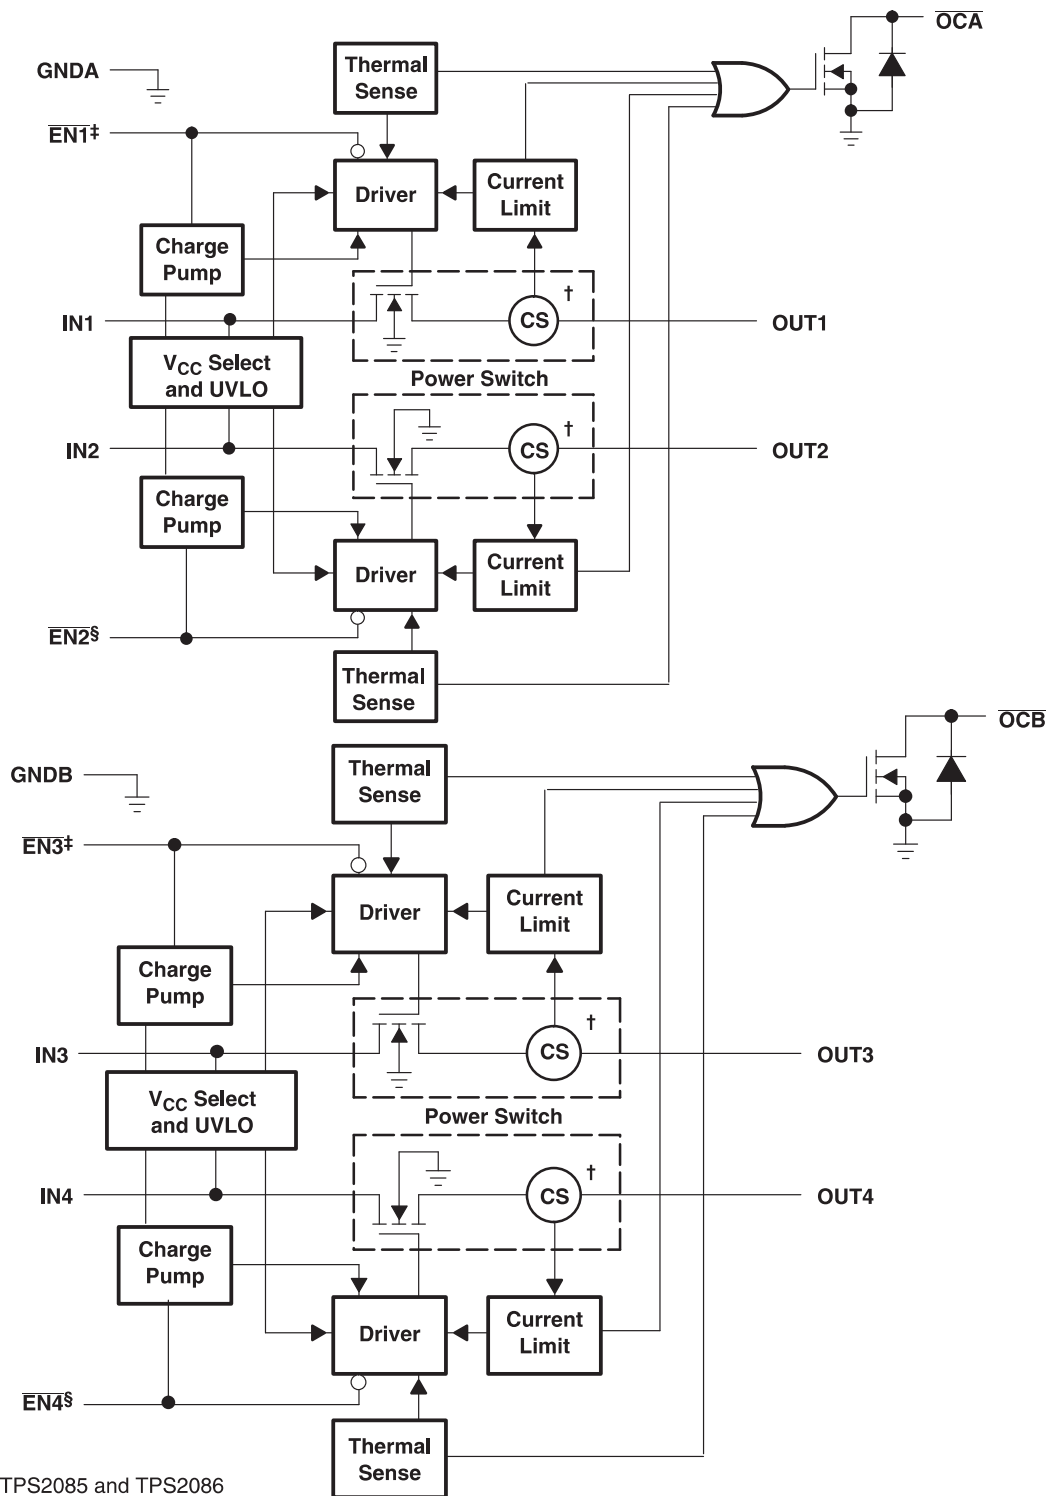 OCA
Thermal
Sense
GNDA
EN1‡
Driver
Current
Limit
Charge
Pump
†
IN1
CS
OUT1
VCC Select
and UVLO
Power Switch
†
IN2
CS
OUT2
Charge
Pump
Driver
Current
Limit
EN2§
Thermal
Sense
OCB
Thermal
Sense
GNDB
EN3‡
Driver
Current
Limit
Charge
Pump
†
IN3
CS
OUT3
VCC Select
and UVLO
Power Switch
†
IN4
CS
OUT4
Charge
Pump
Driver
Current
Limit
EN4§
Thermal
Sense
TPS2085 and TPS2086